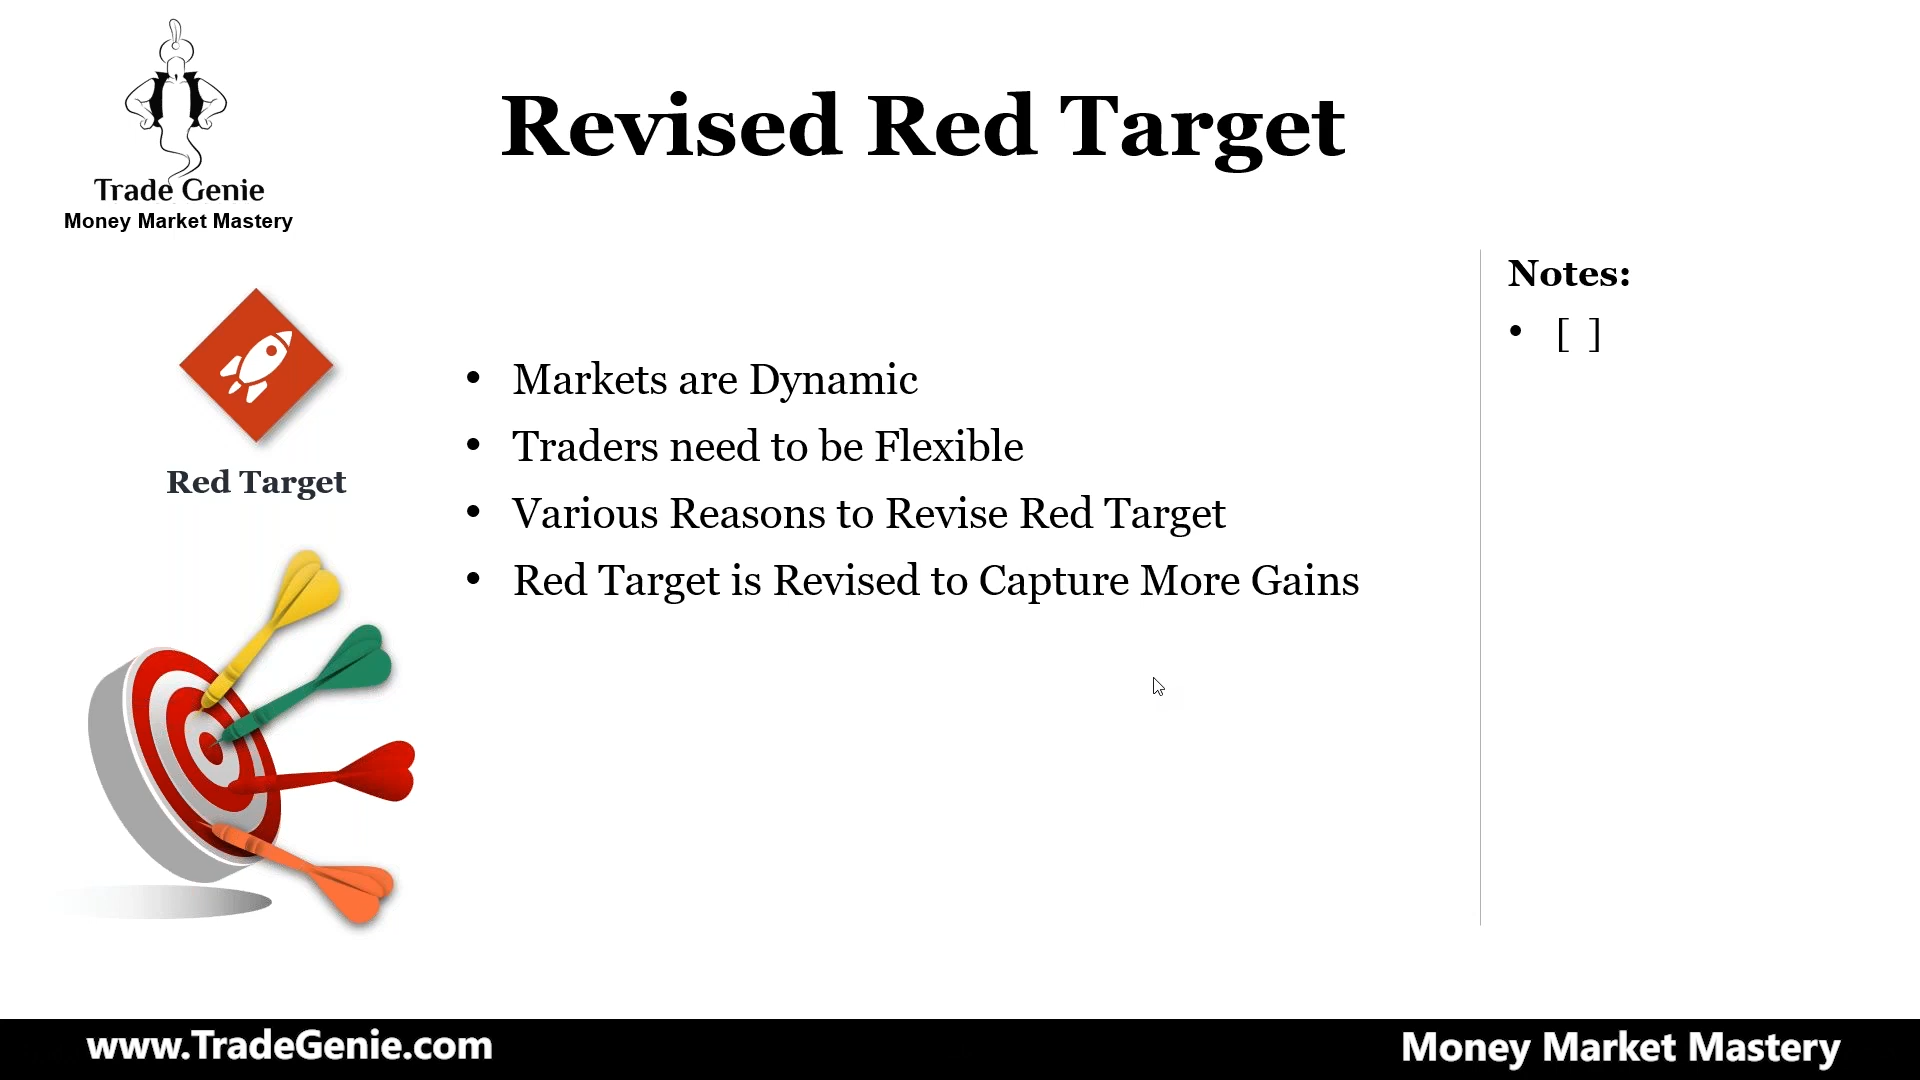 Trade Genie
Money Market Mastery
Revised Red Target
Red Target
• Markets are Dynamic
• Traders need to be Flexible
• Various Reasons to Revise Red Target
• Red Target is Revised to Capture More Gains
Notes:
• [ ]
www.TradeGenie.com
Money Market Mastery